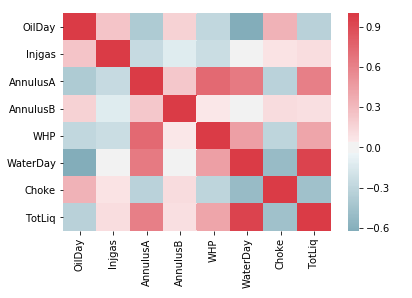 OilDay
Injgas
AnnulusA
AnnulusB
WHP
WaterDay
Choke
TotLiq
0.9
0.6
0.3
0.0
−0.3
−0.6
OilDay
Injgas
AnnulusA
AnnulusB
WHP
WaterDay
Choke
TotLiq